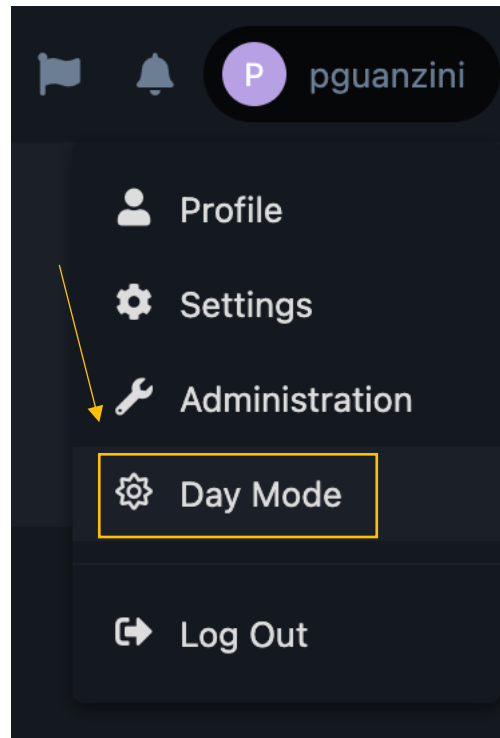 P pguanzini
Profile
Settings
Administration
Day Mode
Log Out